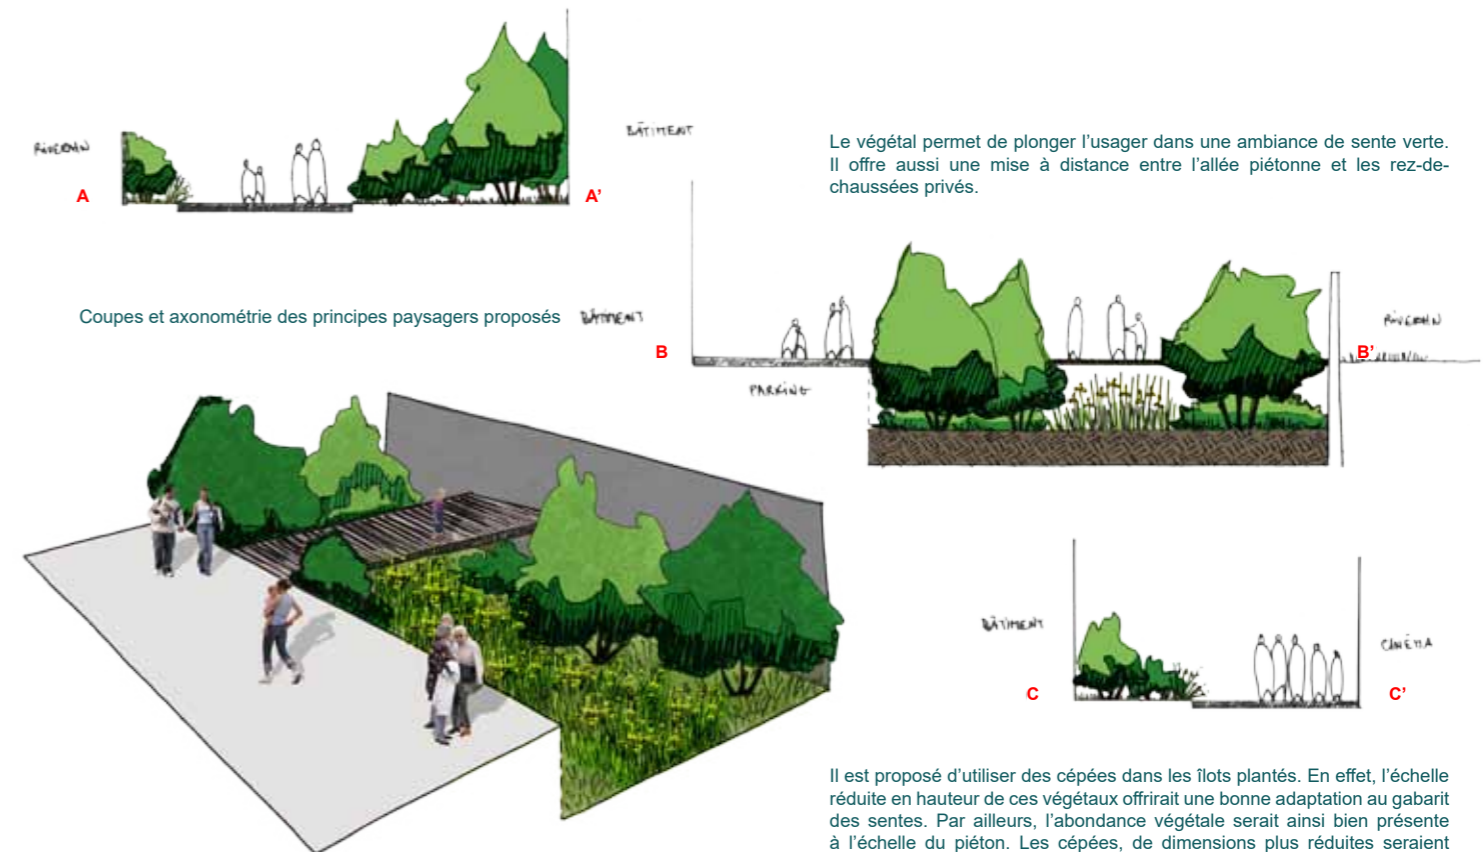 RIVERAIN
A
A'
BÂTIMENT
Le végétal permet de plonger l'usager dans une ambiance de sente verte.
Il offre aussi une mise à distance entre l'allée piétonne et les rez-de-
chaussées privés.
Coupes et axonométrie des principes paysagers proposés
BÂTIMENT
B
PARKING
RIVERAIN
B'
BÂTIMENT
C
CINÉMA
C'
Il est proposé d'utiliser des cépées dans les îlots plantés. En effet, l'échelle
réduite en hauteur de ces végétaux offrirait une bonne adaptation au gabarit
des sentes. Par ailleurs, l'abondance végétale serait ainsi bien présente
à l'échelle du piéton. Les cépées, de dimensions plus réduites seraient